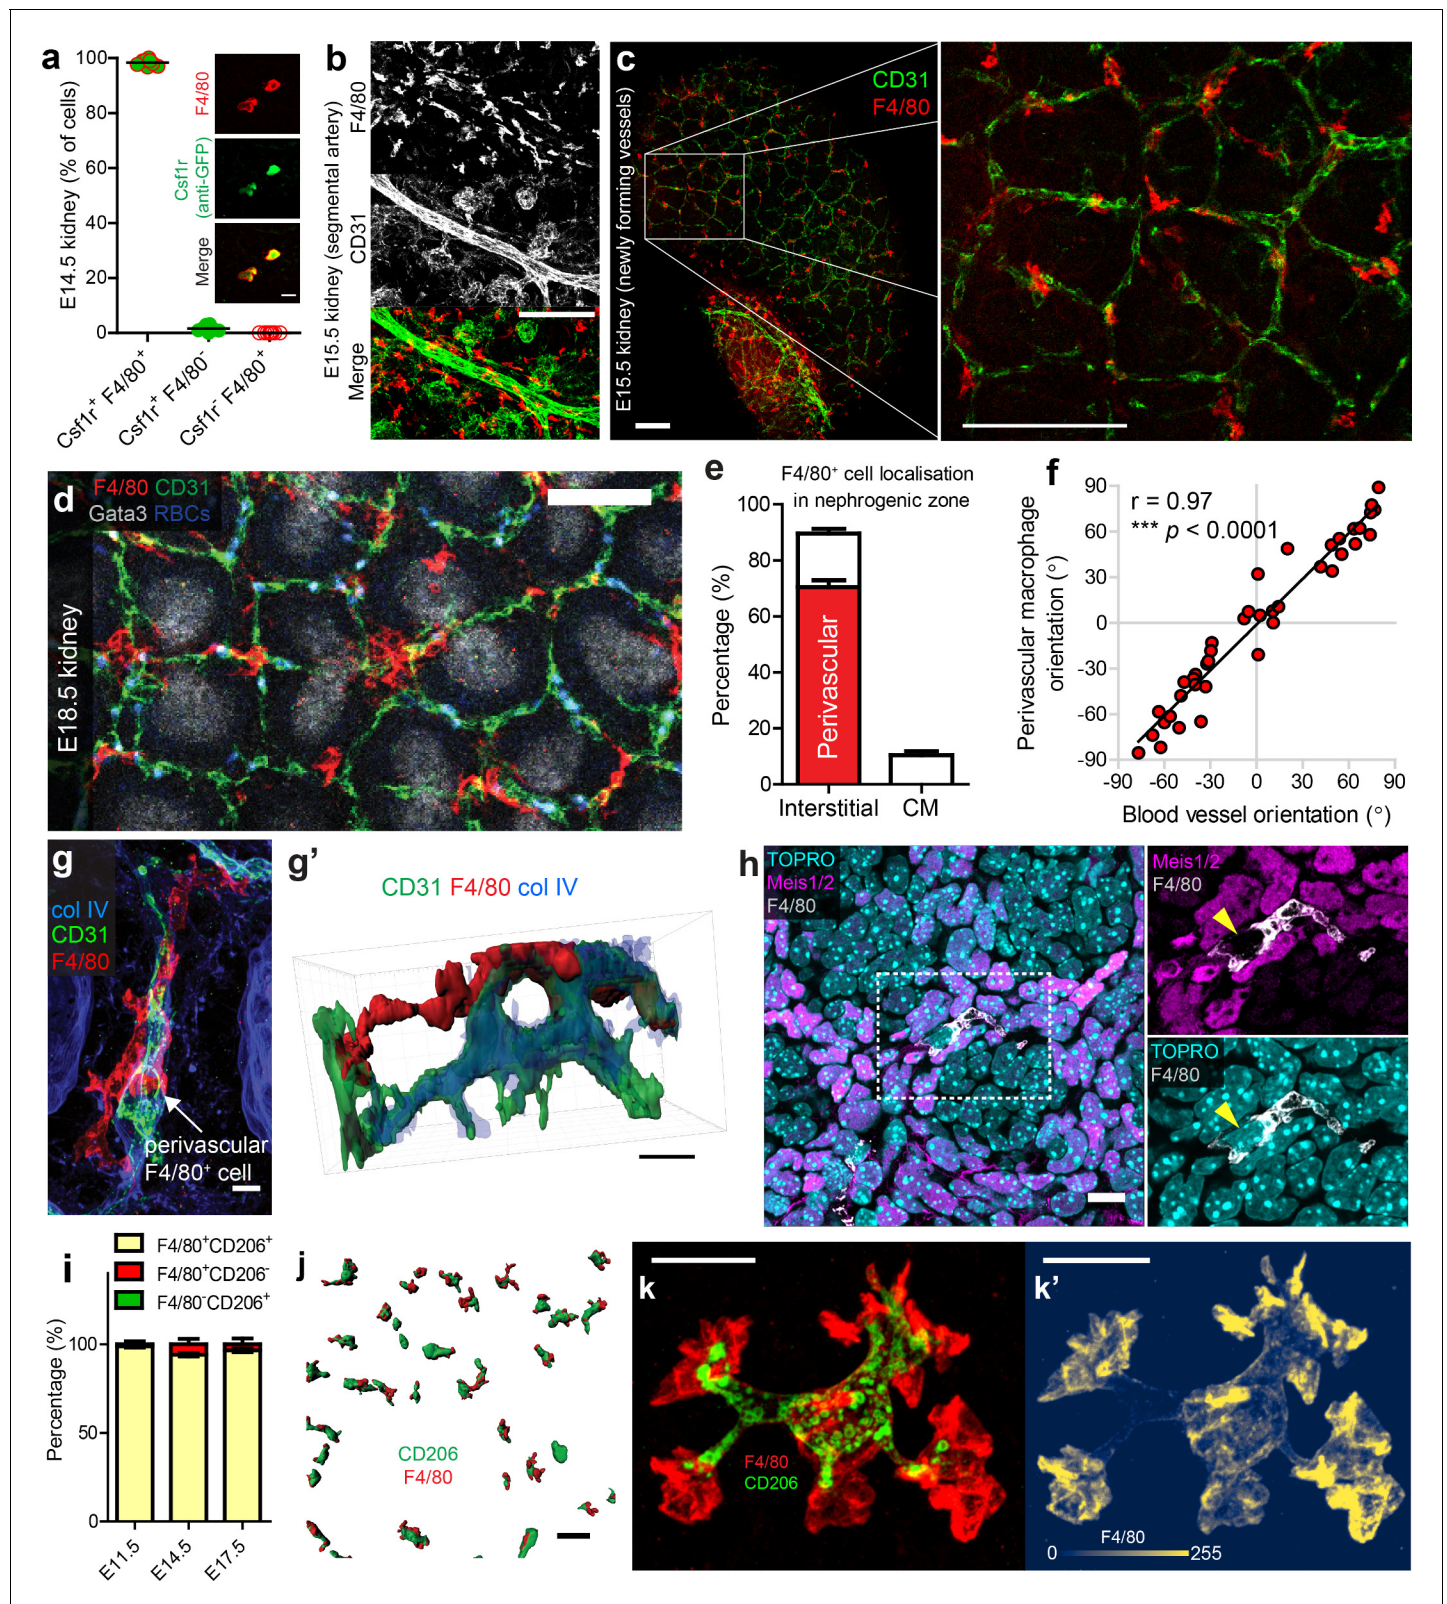 a
E14.5 kidney (% of cells)
100
80
60
40
20
0
Csf1r⁺ F4/80⁺
Csf1r⁺ F4/80⁻
Csf1r⁻ F4/80⁺
F4/80
Csf1r
(anti-GFP)
Merge
b
E15.5 kidney (segmental artery)
F4/80
CD31
Merge
c
E15.5 kidney (newly forming vessels)
CD31
F4/80
d
F4/80 CD31
Gata3 RBCs
E18.5 kidney
e
F4/80⁺ cell localisation
in nephrogenic zone
Percentage (%)
100
80
60
40
20
0
Perivascular
Interstitial
CM
f
r = 0.97
*** p < 0.0001
Perivascular macrophage
orientation (°)
90
60
30
0
-30
-60
-90
-90 -60 -30 0 30 60 90
Blood vessel orientation (°)
g
col IV
CD31
F4/80
perivascular
F4/80⁺ cell
g’
CD31 F4/80 col IV
h
TOPRO
Meis1/2
F4/80
Meis1/2
F4/80
TOPRO
F4/80
i
F4/80⁺CD206⁺
F4/80⁺CD206⁻
F4/80⁻CD206⁺
Percentage (%)
100
50
0
E11.5
E14.5
E17.5
j
CD206
F4/80
k
F4/80
CD206
k’
F4/80
0 255